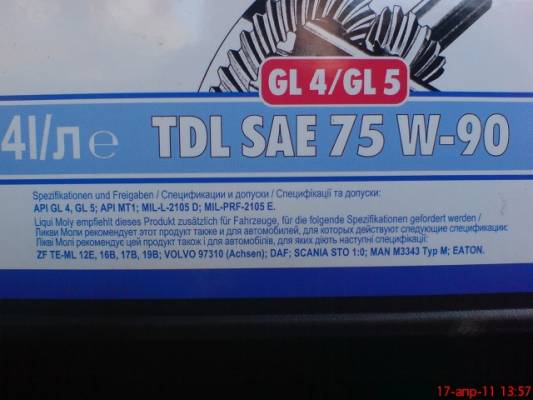 GL 4/GL 5
4l/л e
TDL SAE 75 W-90
Spezifikationen und Freigaben / Спецификации и допуски / Специфікації та допуски:
API GL 4, GL 5; API MT1; MIL-L-2105 D; MIL-PRF-2105 E.
Liqui Moly empfiehlt dieses Produkt zusätzlich für Fahrzeuge, für die folgende Spezifikationen gefordert werden /
Ликви Моли рекомендует этот продукт также и для автомобилей, для которых действуют следующие спецификации:
Лікві Молі рекомендує цей продукт також і для автомобілів, для яких діють наступні специфікації:
ZF TE-ML 12E, 16B, 17B, 19B; VOLVO 97310 (Achsen); DAF; SCANIA STO 1:0; MAN M3343 Typ M; EATON.
17-апр-11 13:57